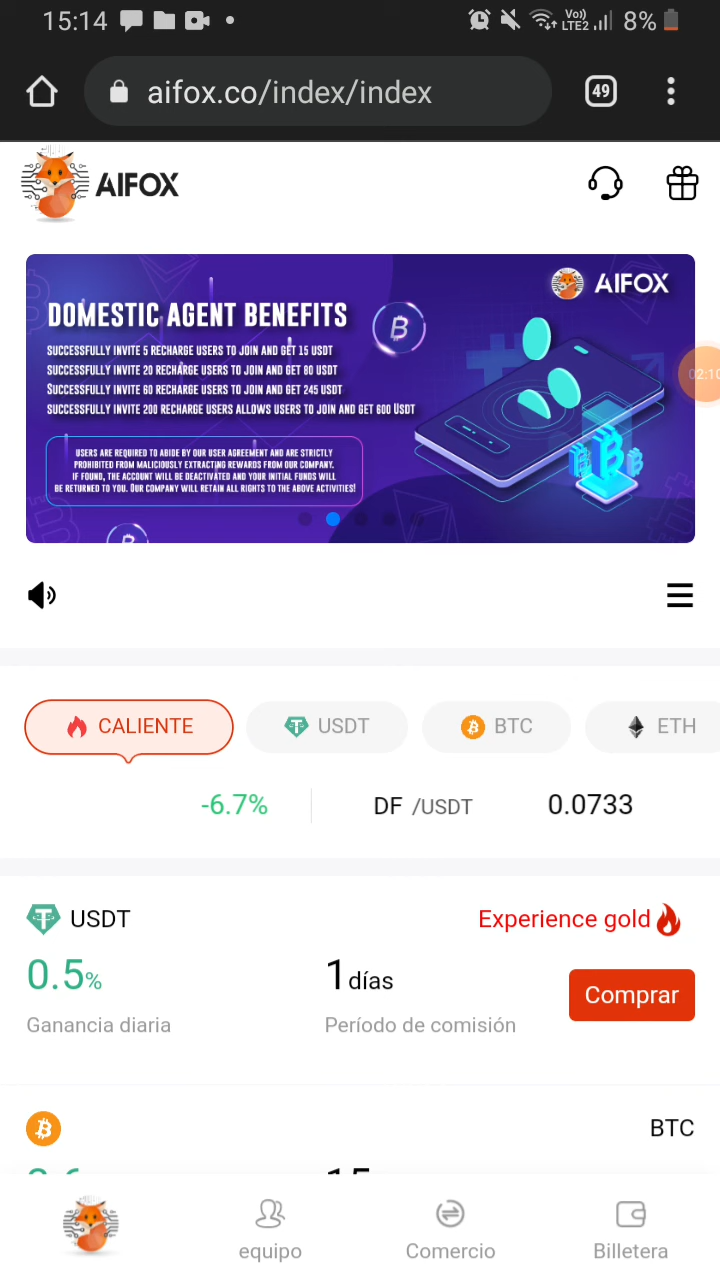 15:14
Vo))
LTE2
8%
aifox.co/index/index
49
AIFOX
AIFOX
DOMESTIC AGENT BENEFITS
SUCCESSFULLY INVITE 5 RECHARGE USERS TO JOIN AND GET 15 USDT
SUCCESSFULLY INVITE 20 RECHARGE USERS TO JOIN AND GET 80 USDT
SUCCESSFULLY INVITE 60 RECHARGE USERS TO JOIN AND GET 245 USDT
SUCCESSFULLY INVITE 200 RECHARGE USERS ALLOWS USERS TO JOIN AND GET 600 USDT
USERS ARE REQUIRED TO ABIDE BY OUR USER AGREEMENT AND ARE STRICTLY
PROHIBITED FROM MALICIOUSLY EXTRACTING REWARDS FROM OUR COMPANY.
IF FOUND, THE ACCOUNT WILL BE DEACTIVATED AND YOUR INITIAL FUNDS WILL
BE RETURNED TO YOU. OUR COMPANY WILL RETAIN ALL RIGHTS TO THE ABOVE ACTIVITIES!
02:10
CALIENTE USDT BTC ETH
-6.7% DF /USDT 0.0733
USDT Experience gold
0.5% 1días Comprar
Ganancia diaria Período de comisión
BTC
equipo Comercio Billetera